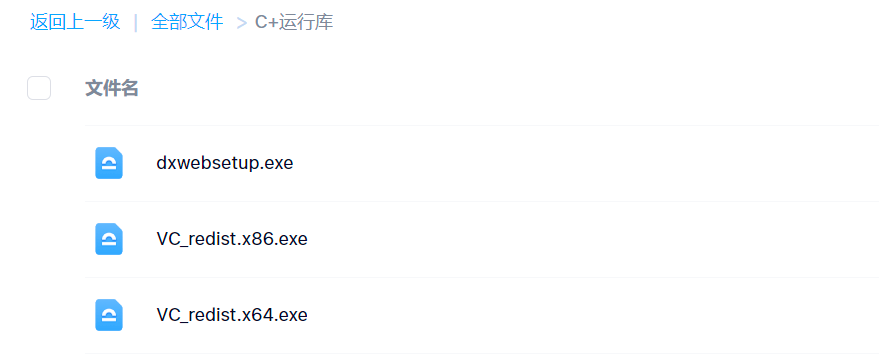 返回上一级 | 全部文件 > C+运行库
文件名
dxwebsetup.exe
VC_redist.x86.exe
VC_redist.x64.exe